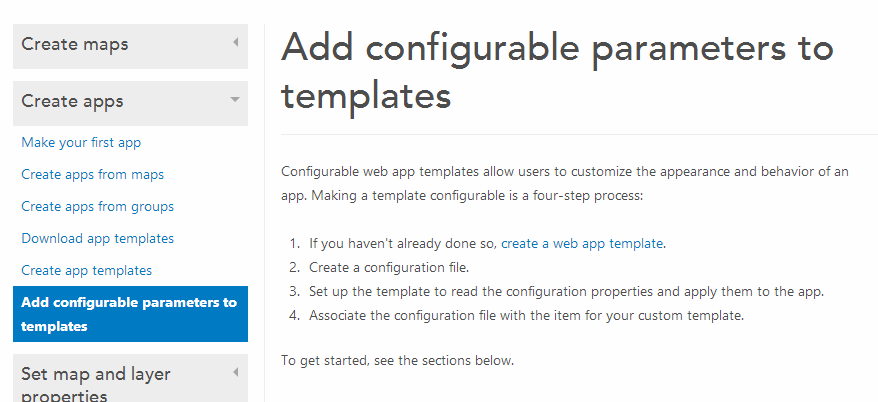 Create maps
Create apps
Make your first app
Create apps from maps
Create apps from groups
Download app templates
Create app templates
Add configurable parameters to
templates
Set map and layer
properties
Add configurable parameters to
templates
Configurable web app templates allow users to customize the appearance and behavior of an
app. Making a template configurable is a four-step process:
1. If you haven't already done so, create a web app template.
2. Create a configuration file.
3. Set up the template to read the configuration properties and apply them to the app.
4. Associate the configuration file with the item for your custom template.
To get started, see the sections below.